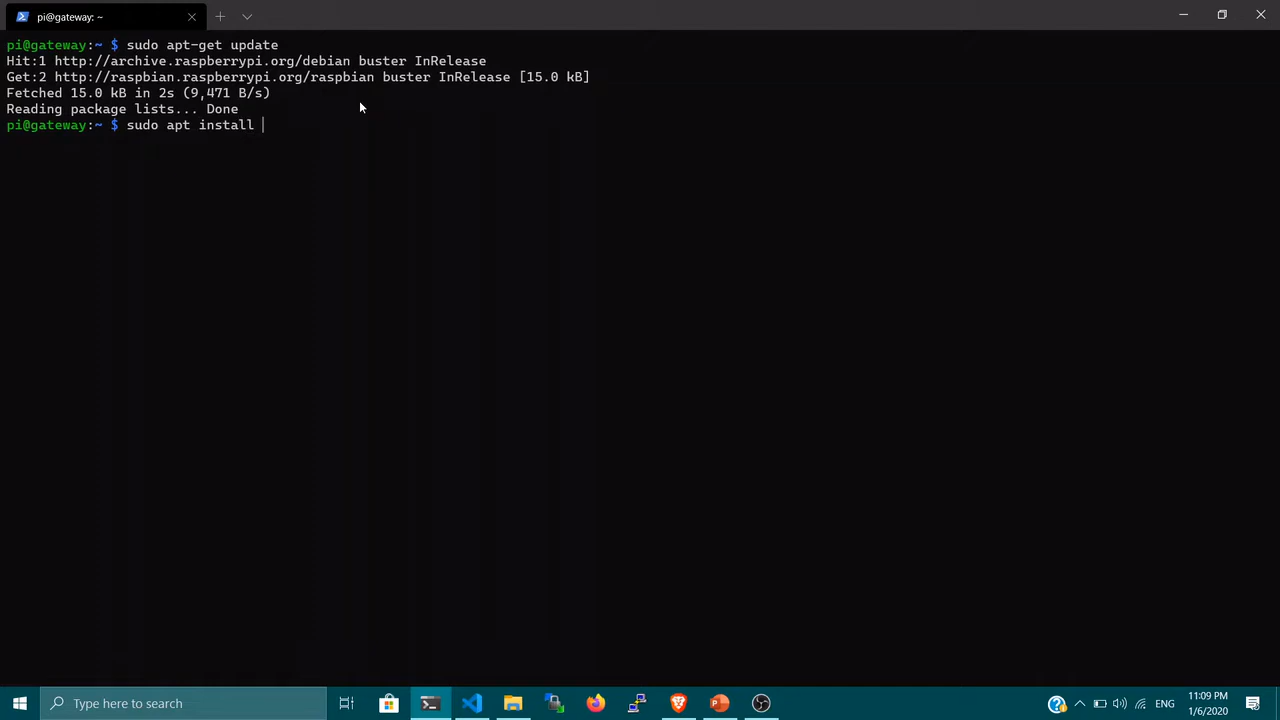 pi@gateway: ~
pi@gateway:~ $ sudo apt-get update
Hit:1 http://archive.raspberrypi.org/debian buster InRelease
Get:2 http://raspbian.raspberrypi.org/raspbian buster InRelease [15.0 kB]
Fetched 15.0 kB in 2s (9,471 B/s)
Reading package lists... Done
pi@gateway:~ $ sudo apt install
Type here to search
ENG
11:09 PM
1/6/2020